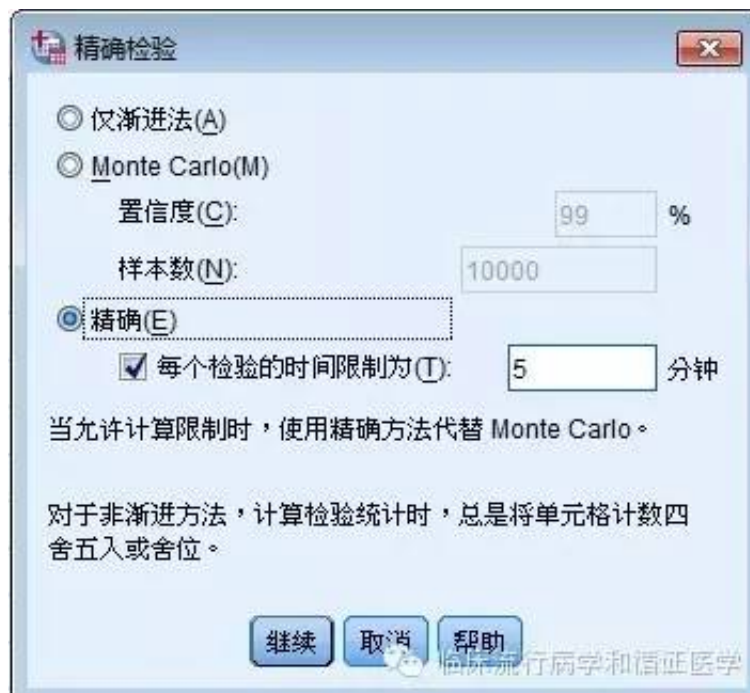 精确检验
仅渐进法(A)
Monte Carlo(M)
置信度(C): 99 %
样本数(N): 10000
精确(E)
每个检验的时间限制为(T): 5 分钟
当允许计算限制时，使用精确方法代替 Monte Carlo。
对于非渐进方法，计算检验统计时，总是将单元格计数四
舍五入或舍位。
继续 取消 帮助
临床流行病学和循证医学